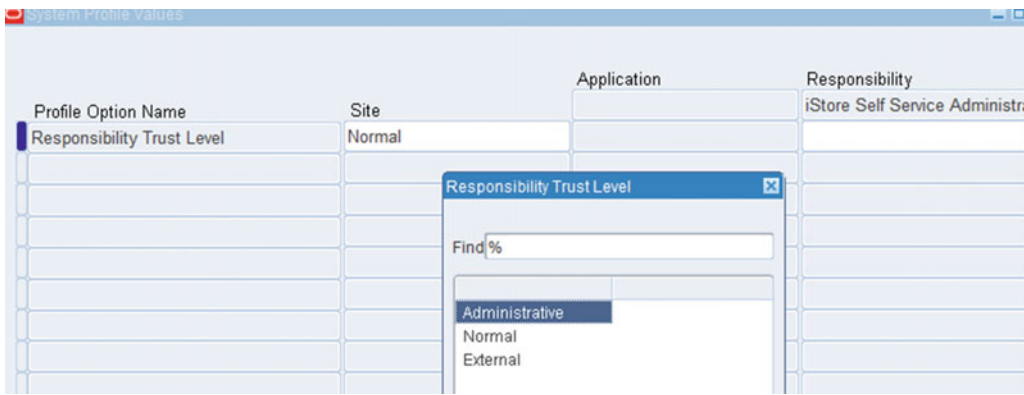 System Profile Values
Application
Responsibility
Profile Option Name
Site
iStore Self Service Administra
Responsibility Trust Level
Normal
Responsibility Trust Level
Find %
Administrative
Normal
External